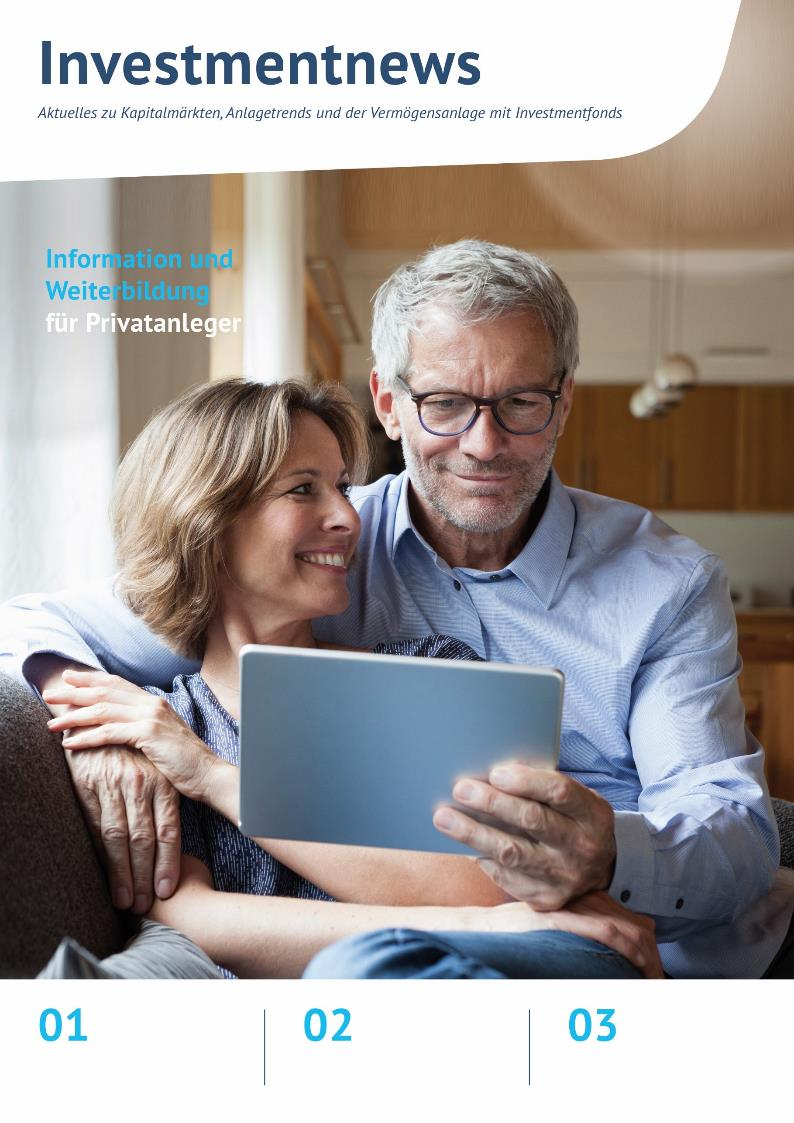 Investmentnews
Aktuelles zu Kapitalmärkten, Anlagetrends und der Vermögensanlage mit Investmentfonds
Information und
Weiterbildung
für Privatanleger
01
02
03